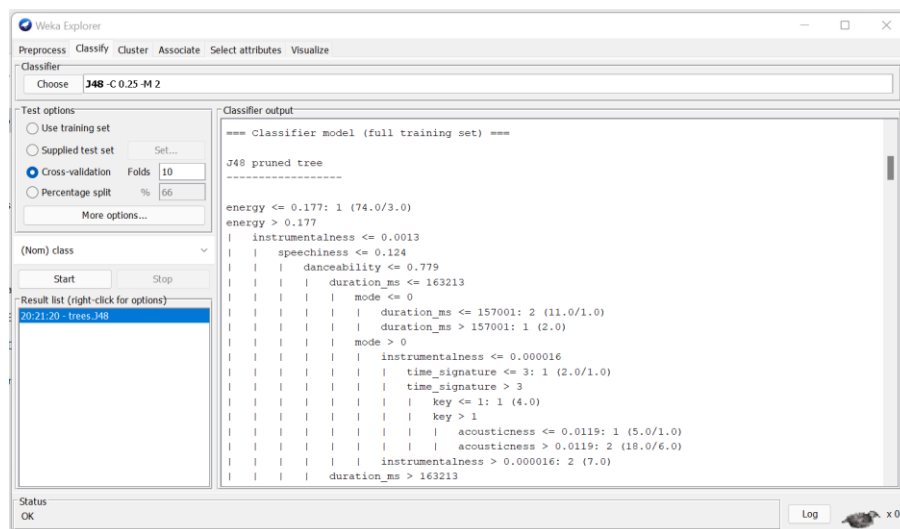 Weka Explorer
Preprocess Classify Cluster Associate Select attributes Visualize
Classifier
Choose J48 -C 0.25 -M 2
Test options
Use training set
Supplied test set Set...
Cross-validation Folds 10
Percentage split % 66
More options...
(Nom) class
Start Stop
Result list (right-click for options)
20:21:20 - trees.J48
Classifier output
=== Classifier model (full training set) ===
J48 pruned tree
------------------
energy <= 0.177: 1 (74.0/3.0)
energy > 0.177
|   instrumentalness <= 0.0013
|   |   speechiness <= 0.124
|   |   |   danceability <= 0.779
|   |   |   |   duration_ms <= 163213
|   |   |   |   |   mode <= 0
|   |   |   |   |   |   duration_ms <= 157001: 2 (11.0/1.0)
|   |   |   |   |   |   duration_ms > 157001: 1 (2.0)
|   |   |   |   |   mode > 0
|   |   |   |   |   |   instrumentalness <= 0.000016
|   |   |   |   |   |   |   time_signature <= 3: 1 (2.0/1.0)
|   |   |   |   |   |   |   time_signature > 3
|   |   |   |   |   |   |   |   key <= 1: 1 (4.0)
|   |   |   |   |   |   |   |   key > 1
|   |   |   |   |   |   |   |   |   acousticness <= 0.0119: 1 (5.0/1.0)
|   |   |   |   |   |   |   |   |   acousticness > 0.0119: 2 (18.0/6.0)
|   |   |   |   |   |   instrumentalness > 0.000016: 2 (7.0)
|   |   |   |   duration_ms > 163213
Status
OK
Log x 0